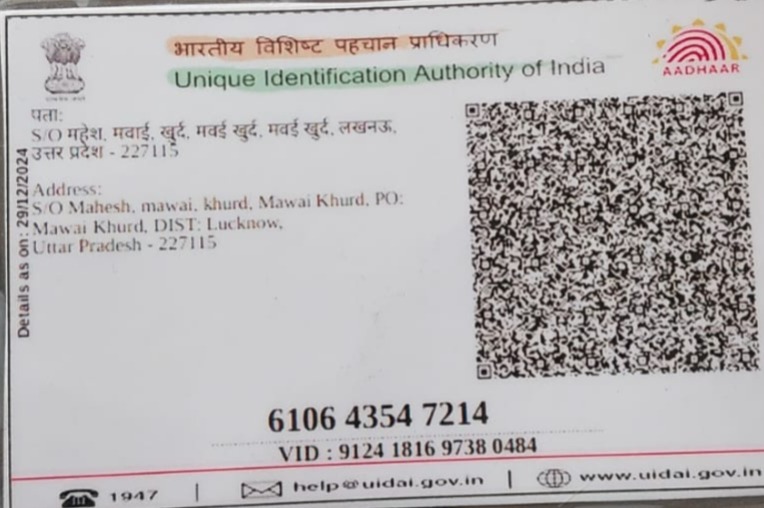 भारतीय विशिष्ट पहचान प्राधिकरण
Unique Identification Authority of India
AADHAAR
पता:
S/O महेश, मवाई, खुर्द, मवई खुर्द, मवई खुर्द, लखनऊ,
उत्तर प्रदेश - 227115
Address:
S/O Mahesh, mawai, khurd, Mawai Khurd, PO:
Mawai Khurd, DIST: Lucknow,
Uttar Pradesh - 227115
Details as on: 29/12/2024
6106 4354 7214
VID : 9124 1816 9738 0484
1947 | help@uidai.gov.in | www.uidai.gov.in